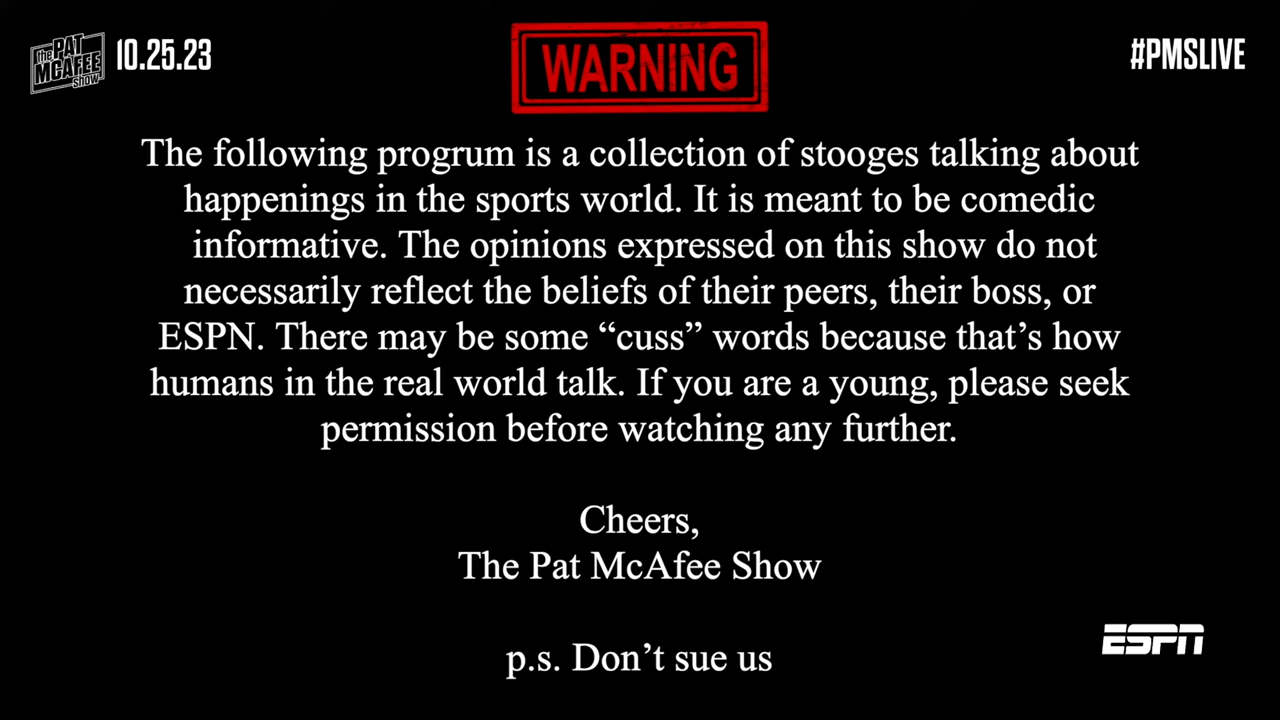 the PAT MCAFEE show
10.25.23
WARNING
#PMSLIVE
The following progrum is a collection of stooges talking about
happenings in the sports world. It is meant to be comedic
informative. The opinions expressed on this show do not
necessarily reflect the beliefs of their peers, their boss, or
ESPN. There may be some “cuss” words because that’s how
humans in the real world talk. If you are a young, please seek
permission before watching any further.
Cheers,
The Pat McAfee Show
ESPN
p.s. Don’t sue us